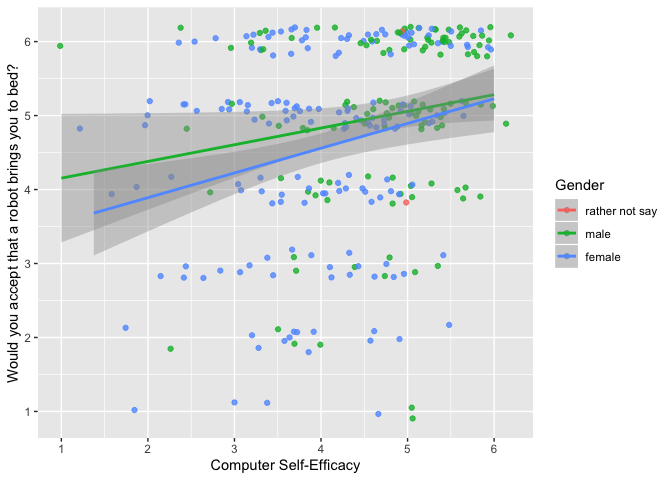 Would you accept that a robot brings you to bed?
6
5
4
3
2
1
1 2 3 4 5 6
Computer Self-Efficacy
Gender
rather not say
male
female